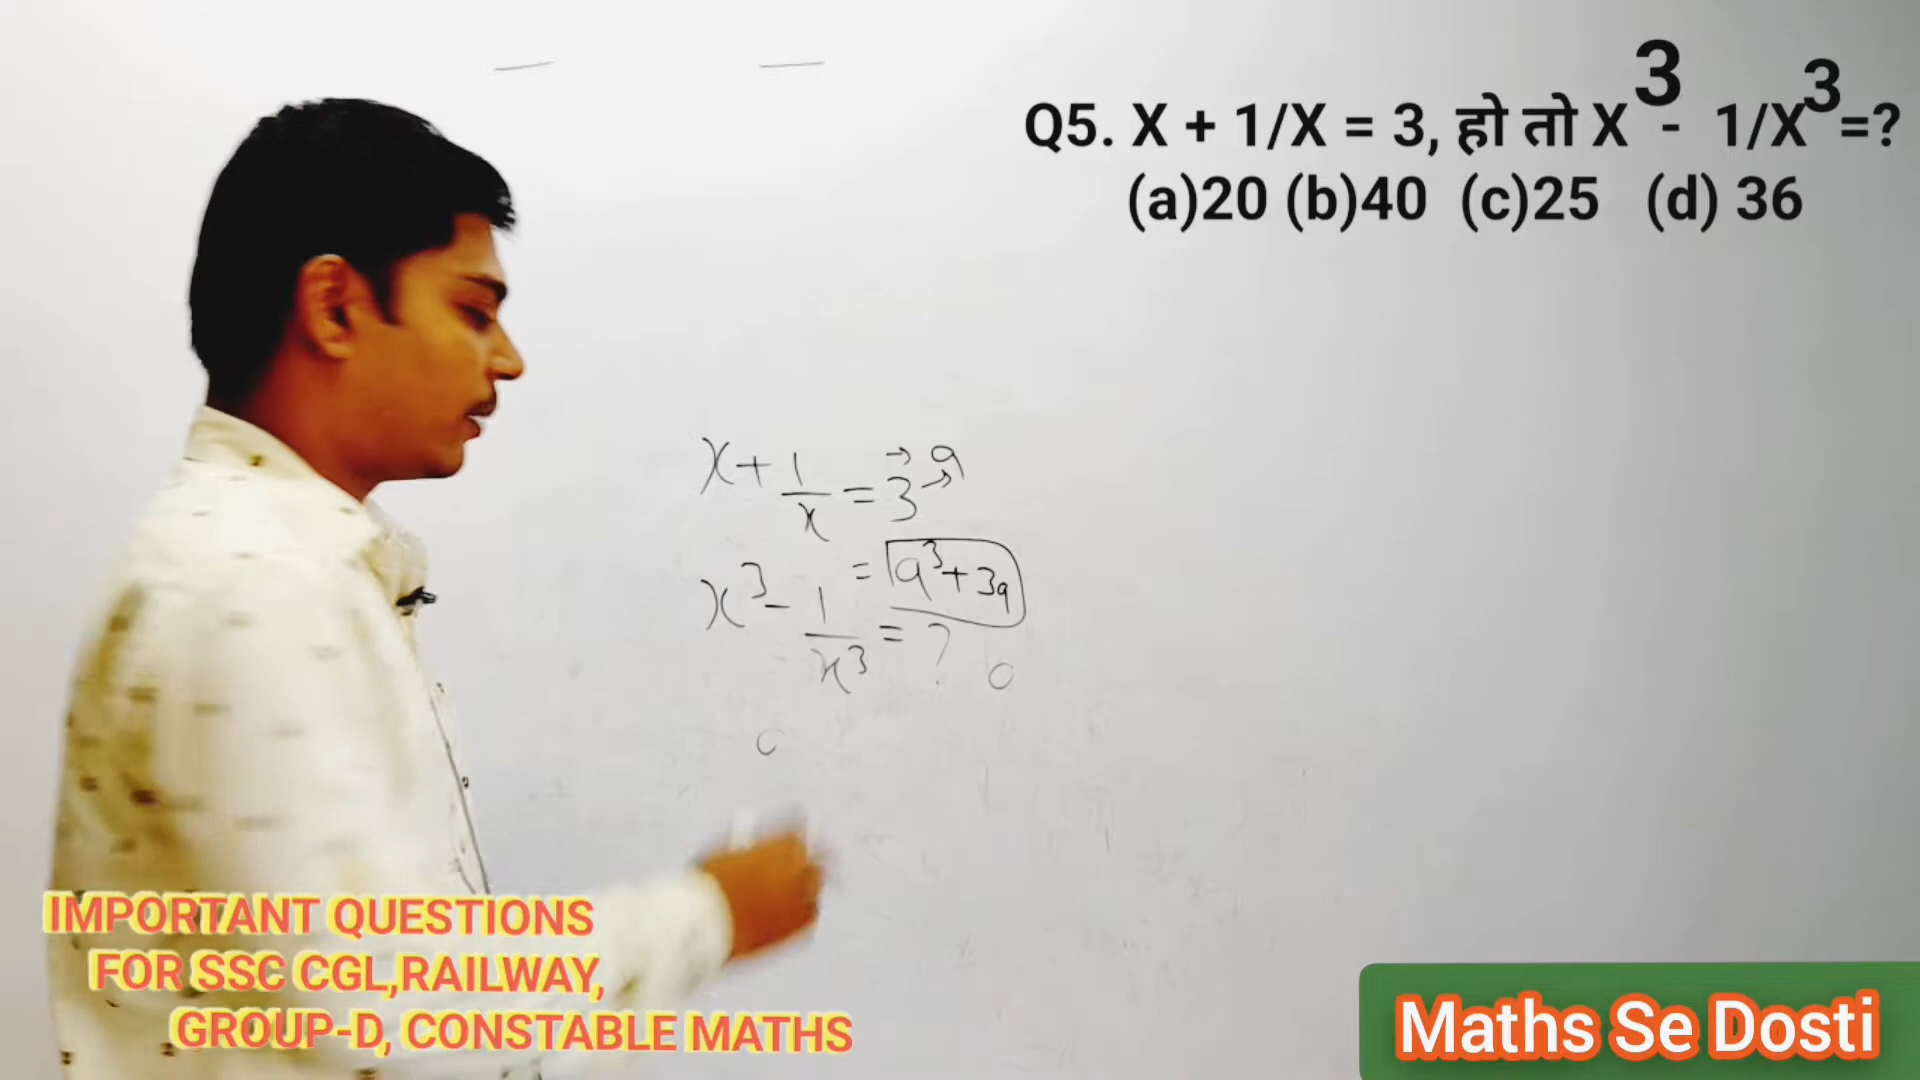 Q5. X + 1/X = 3, हो तो X³ - 1/X³ =?
(a)20 (b)40 (c)25 (d) 36
x + 1/x = 3 → a
= a³+3a
x³ - 1/x³ = ?
IMPORTANT QUESTIONS
FOR SSC CGL,RAILWAY,
GROUP-D, CONSTABLE MATHS
Maths Se Dosti